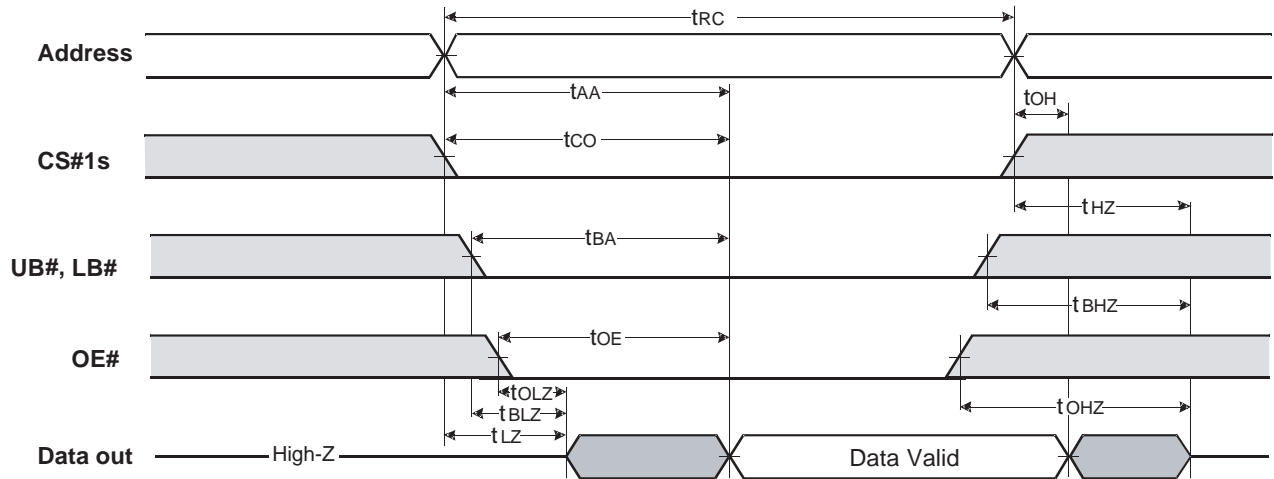 tRC
Address
tAA
tOH
tCO
CS#1s
tHZ
tBA
UB#, LB#
tBHZ
tOE
OE#
tOLZ
tBLZ
tOHZ
tLZ
Data out
High-Z
Data Valid